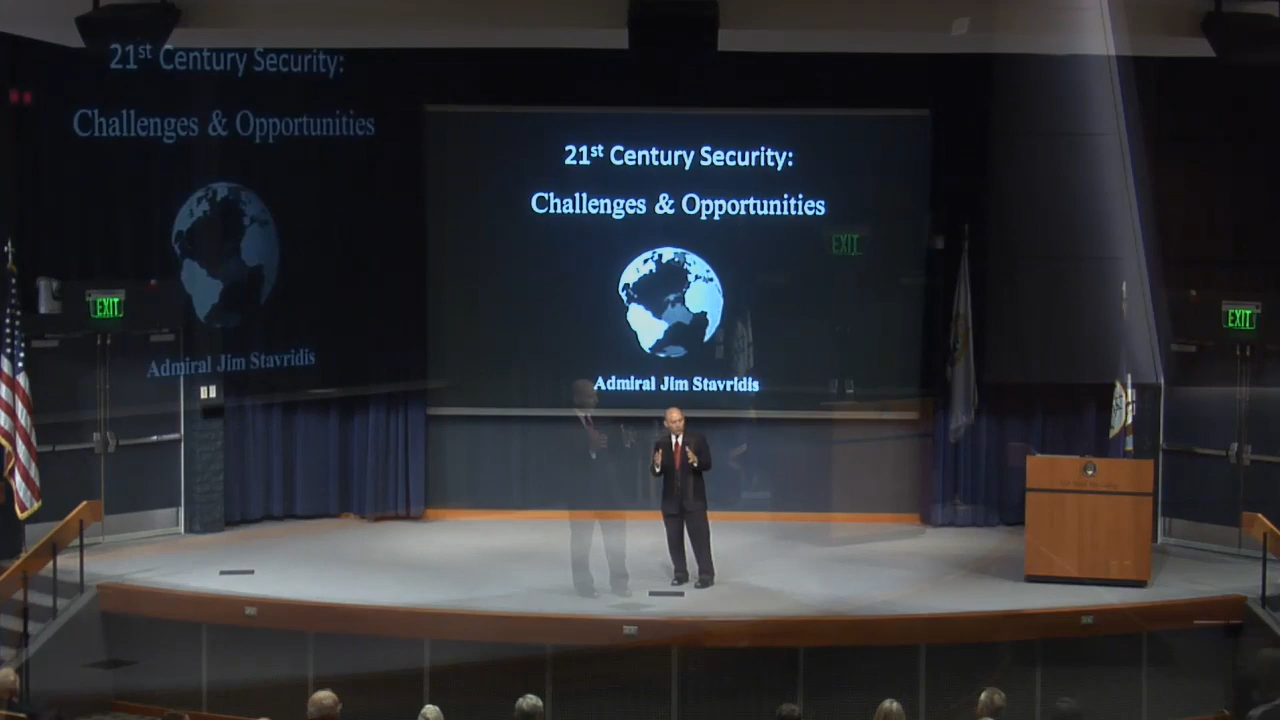 21st Century Security:
Challenges & Opportunities
Admiral Jim Stavridis
21st Century Security:
Challenges & Opportunities
Admiral Jim Stavridis
EXIT
EXIT
EXIT